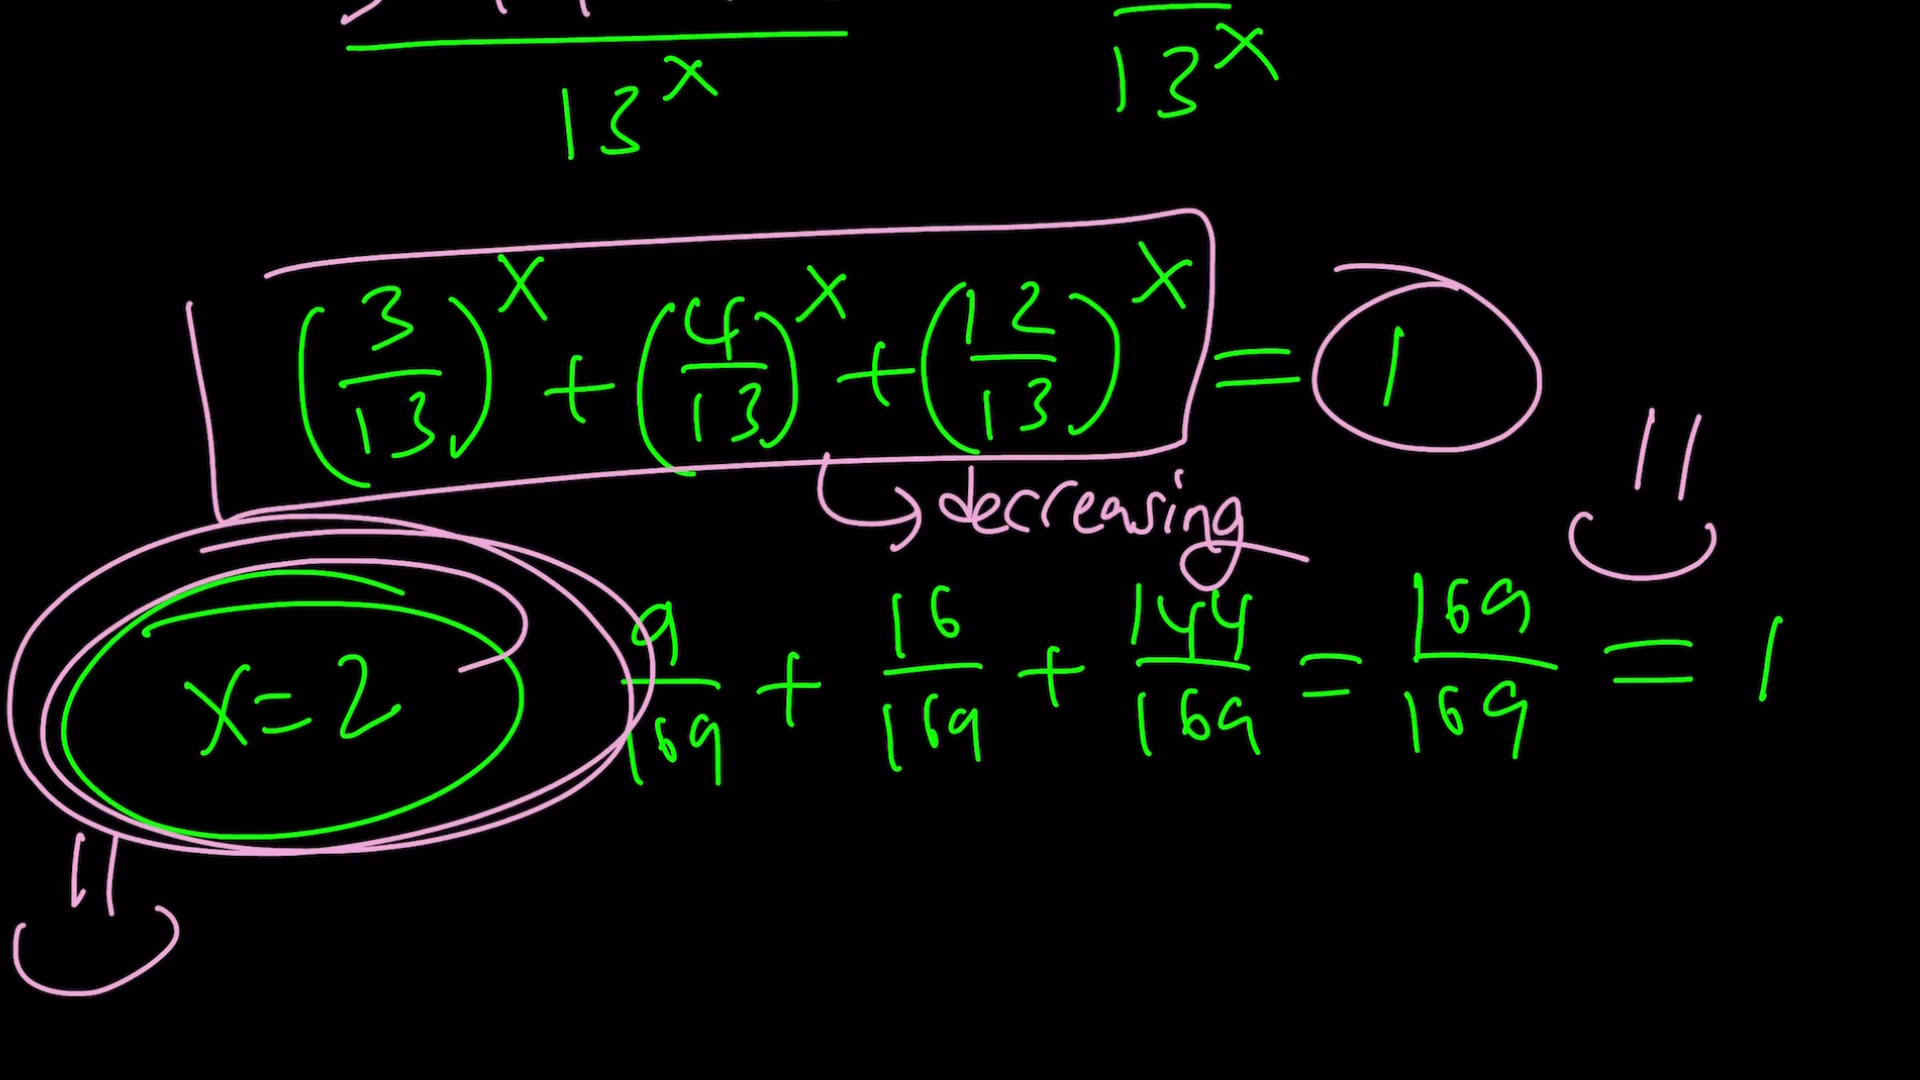 13^x 13^x
(3/13)^x + (4/13)^x + (12/13)^x = 1
decreasing
x=2 9/169 + 16/169 + 144/169 = 169/169 = 1